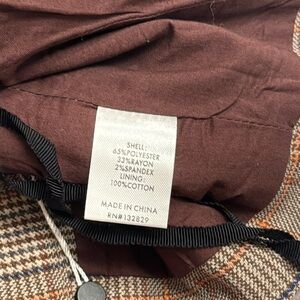 SHELL:
65%POLYESTER
33%RAYON
2%SPANDEX
LINING:
100%COTTON
MADE IN CHINA
RN#132829